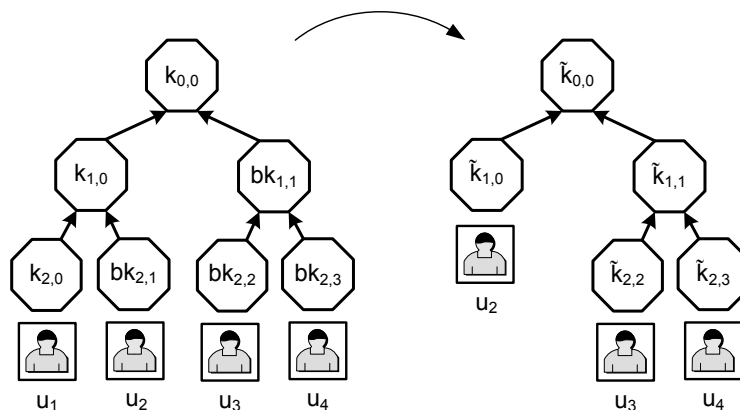 k0,0 k̃0,0
k1,0 bk1,1 k̃1,0 k̃1,1
k2,0 bk2,1 bk2,2 bk2,3 k̃2,2 k̃2,3
u2
u1 u2 u3 u4 u3 u4